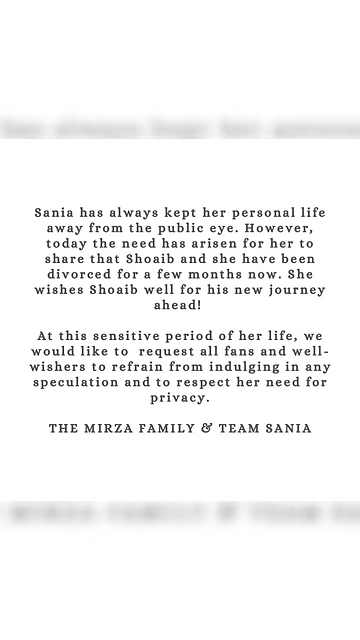 Sania has always kept her personal life
away from the public eye. However,
today the need has arisen for her to
share that Shoaib and she have been
divorced for a few months now. She
wishes Shoaib well for his new journey
ahead!
At this sensitive period of her life, we
would like to  request all fans and well-
wishers to refrain from indulging in any
speculation and to respect her need for
privacy.
THE MIRZA FAMILY & TEAM SANIA